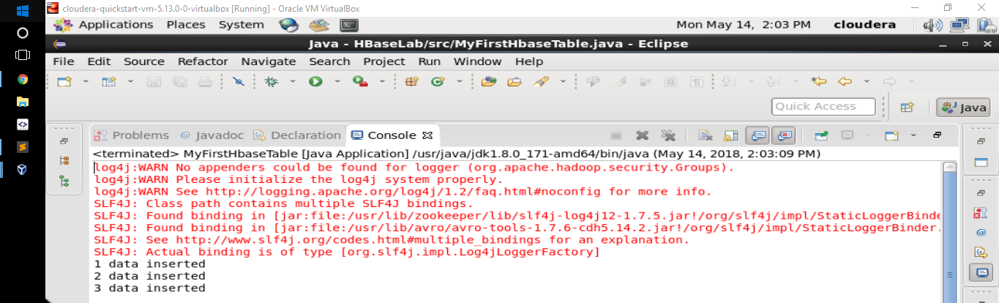 cloudera-quickstart-vm-5.13.0-0-virtualbox [Running] - Oracle VM VirtualBox
Applications Places System Mon May 14, 2:03 PM cloudera
Java - HBaseLab/src/MyFirstHbaseTable.java - Eclipse
File Edit Source Refactor Navigate Search Project Run Window Help
Quick Access Java
Problems @ Javadoc Declaration Console
<terminated> MyFirstHbaseTable [Java Application] /usr/java/jdk1.8.0_171-amd64/bin/java (May 14, 2018, 2:03:09 PM)
log4j:WARN No appenders could be found for logger (org.apache.hadoop.security.Groups).
log4j:WARN Please initialize the log4j system properly.
log4j:WARN See http://logging.apache.org/log4j/1.2/faq.html#noconfig for more info.
SLF4J: Class path contains multiple SLF4J bindings.
SLF4J: Found binding in [jar:file:/usr/lib/zookeeper/lib/slf4j-log4j12-1.7.5.jar!/org/slf4j/impl/StaticLoggerBinde
SLF4J: Found binding in [jar:file:/usr/lib/avro/avro-tools-1.7.6-cdh5.14.2.jar!/org/slf4j/impl/StaticLoggerBinder.
SLF4J: See http://www.slf4j.org/codes.html#multiple_bindings for an explanation.
SLF4J: Actual binding is of type [org.slf4j.impl.Log4jLoggerFactory]
1 data inserted
2 data inserted
3 data inserted